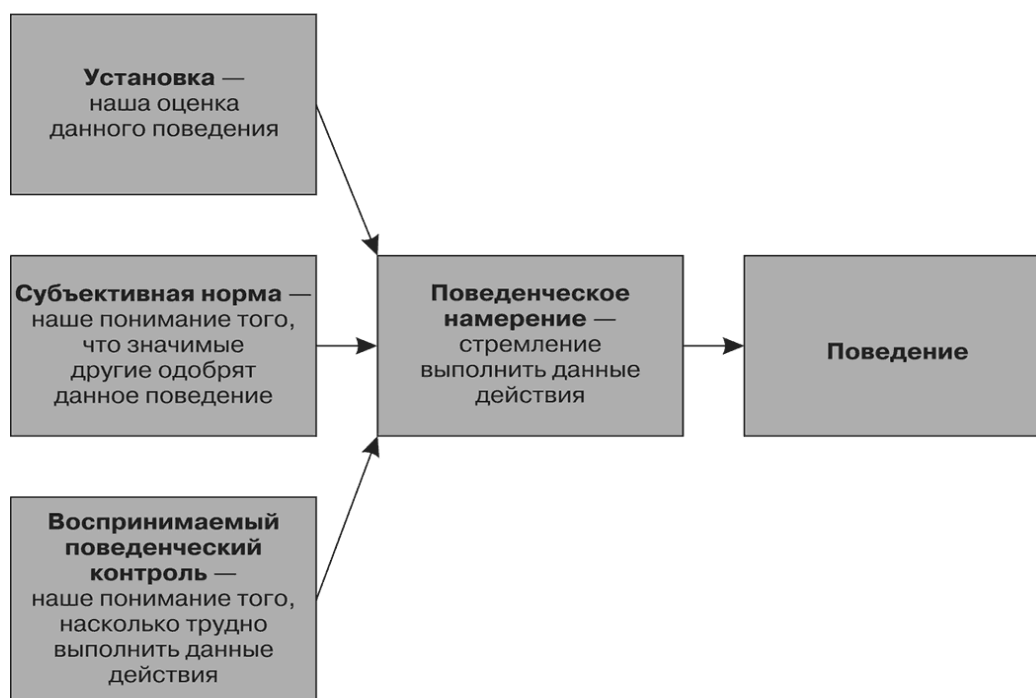 Установка —
наша оценка
данного поведения
Субъективная норма —
наше понимание того,
что значимые
другие одобрят
данное поведение
Воспринимаемый
поведенческий
контроль —
наше понимание того,
насколько трудно
выполнить данные
действия
Поведенческое
намерение —
стремление
выполнить данные
действия
Поведение